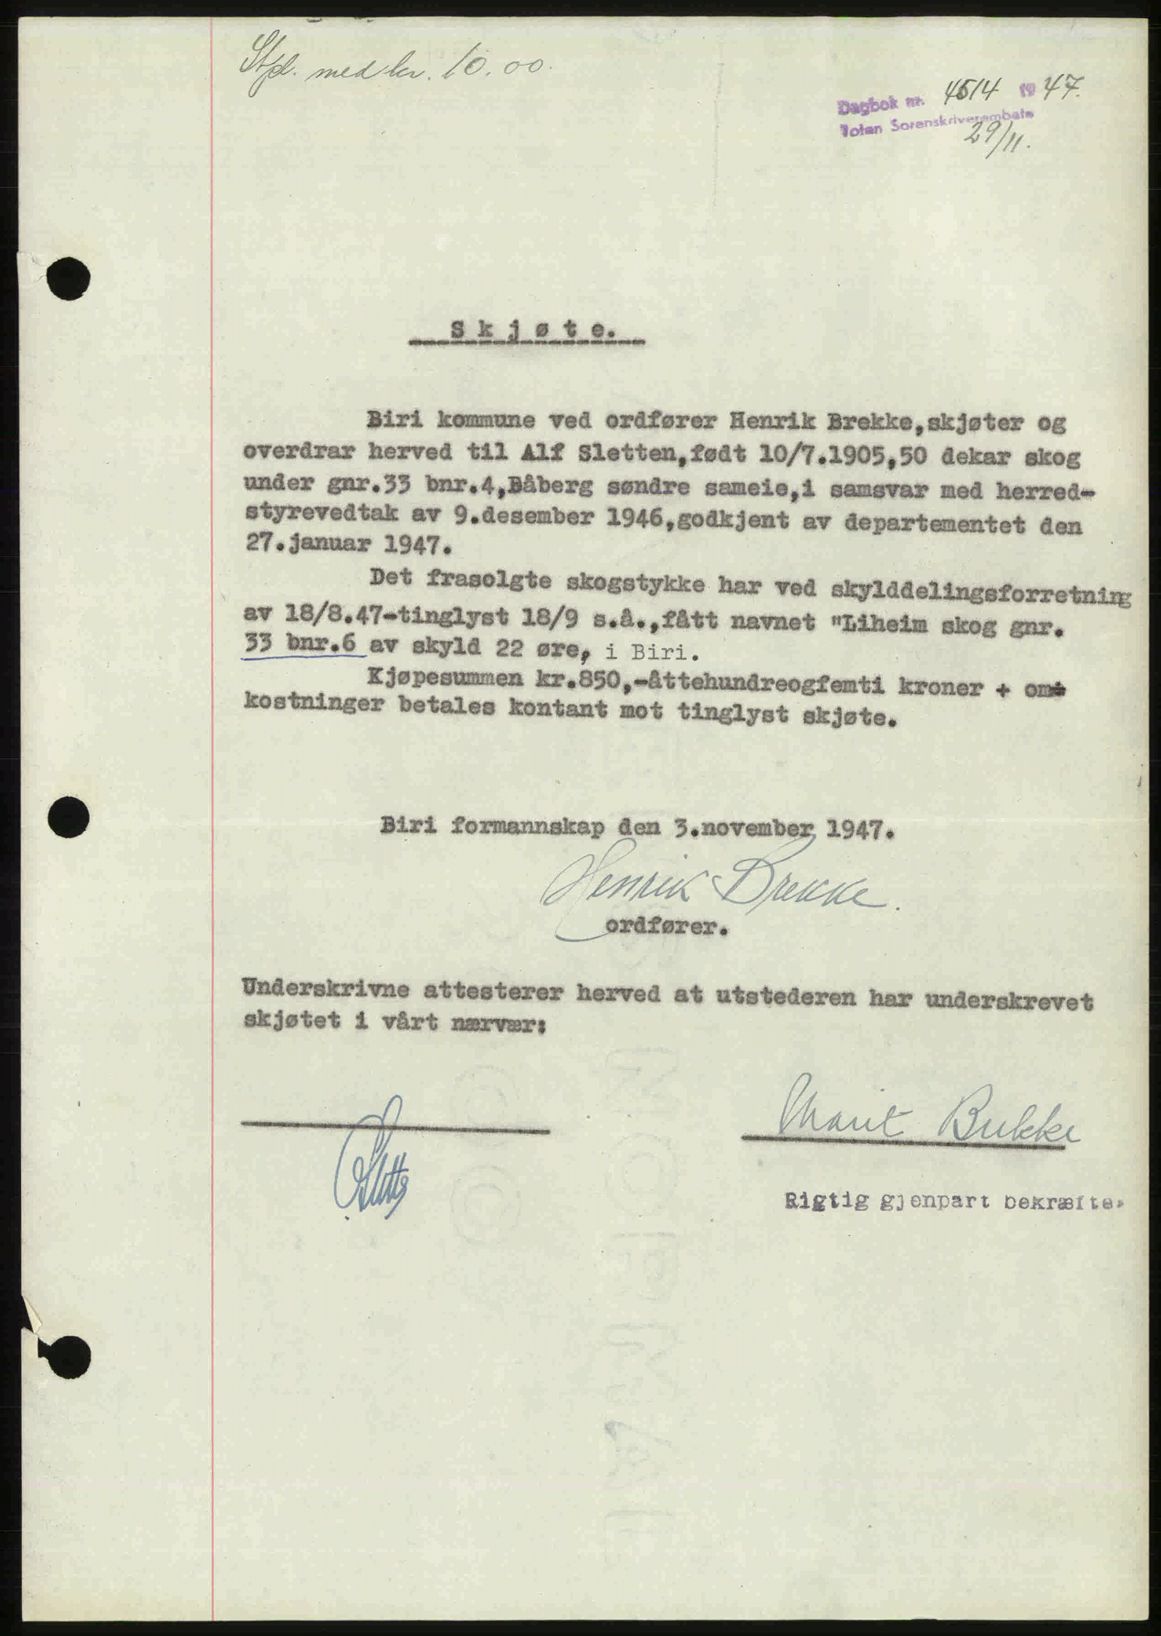 Stpl. med kr. 10.00.
Dagbok nr. 4514 1947.
Toten Sorenskriverembete
29/11.
Skjøte.
Biri kommune ved ordfører Henrik Brekke,skjøter og
overdrar herved til Alf Sletten,født 10/7.1905,50 dekar skog
under gnr.33 bnr.4,Båberg søndre sameie,i samsvar med herred-
styrevedtak av 9.desember 1946,godkjent av departementet den
27.januar 1947.
Det frasolgte skogstykke har ved skylddelingsforretning
av 18/8.47-tinglyst 18/9 s.å.,fått navnet "Liheim skog gnr.
33 bnr.6 av skyld 22 øre, i Biri.
Kjøpesummen kr.850,-åttehundreogfemti kroner + om-
kostninger betales kontant mot tinglyst skjøte.
Biri formannskap den 3.november 1947.
Henrik Brekke.
ordfører.
Underskrivne attesterer herved at utstederen har underskrevet
skjøtet i vårt nærvær:
Marit Brekke
Rigtig gjenpart bekræftes